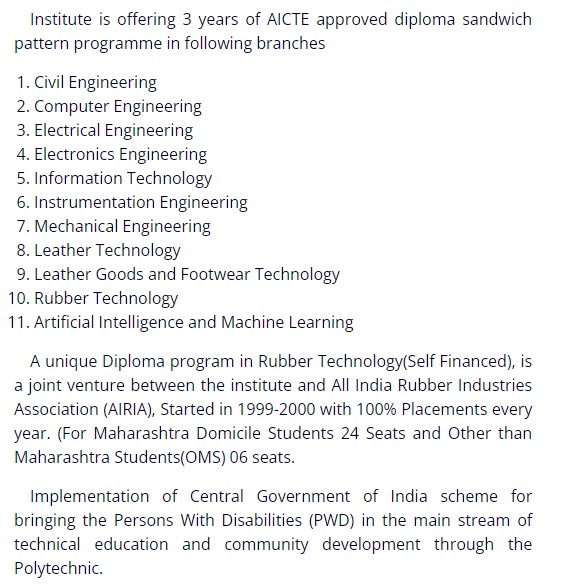 Institute is offering 3 years of AICTE approved diploma sandwich
pattern programme in following branches
1. Civil Engineering
2. Computer Engineering
3. Electrical Engineering
4. Electronics Engineering
5. Information Technology
6. Instrumentation Engineering
7. Mechanical Engineering
8. Leather Technology
9. Leather Goods and Footwear Technology
10. Rubber Technology
11. Artificial Intelligence and Machine Learning
A unique Diploma program in Rubber Technology(Self Financed), is
a joint venture between the institute and All India Rubber Industries
Association (AIRIA), Started in 1999-2000 with 100% Placements every
year. (For Maharashtra Domicile Students 24 Seats and Other than
Maharashtra Students(OMS) 06 seats.
Implementation of Central Government of India scheme for
bringing the Persons With Disabilities (PWD) in the main stream of
technical education and community development through the
Polytechnic.